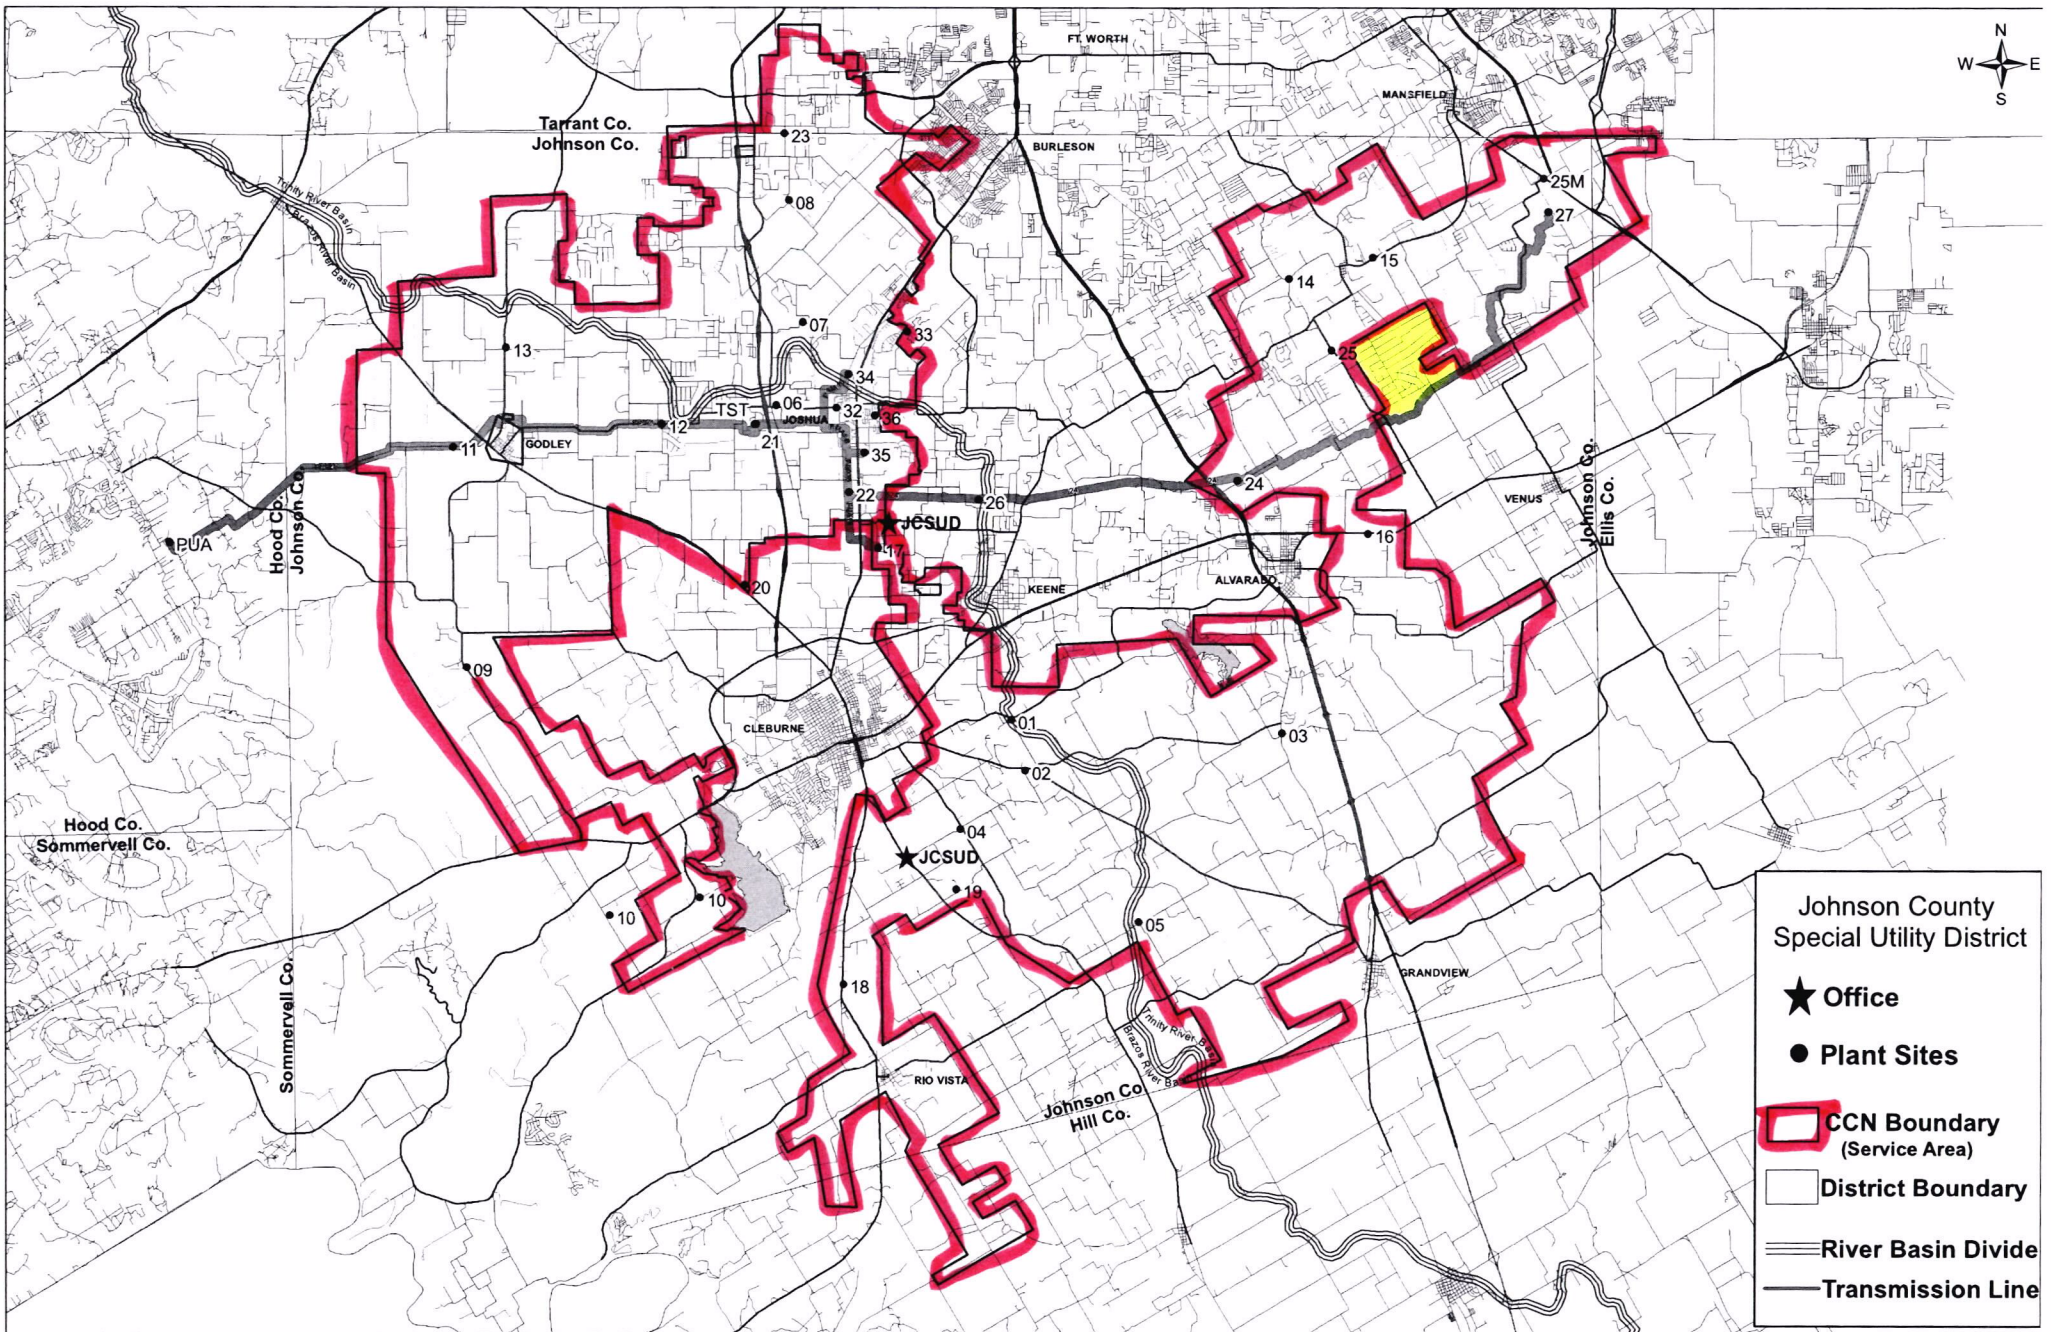 N
W E
S
FT. WORTH
MANSFIELD
Tarrant Co.
Johnson Co.
23
BURLESON
25M
Trinity River Basin
Brazos River Basin
08
27
15
14
07
33
13
25
34
TST
06
32
36
12
JOSHUA
21
GODLEY
11
35
Hood Co.
Johnson Co.
22
26
24
VENUS
Johnson Co.
Ellis Co.
JCSUD
PUA
17
16
20
KEENE
ALVARADO
09
CLEBURNE
01
03
02
Hood Co.
Sommervell Co.
04
JCSUD
19
10
10
05
GRANDVIEW
Sommervell Co.
18
Trinity River Bas
Brazos River Ba
RIO VISTA
Johnson Co.
Hill Co.
Johnson County
Special Utility District
Office
Plant Sites
CCN Boundary
(Service Area)
District Boundary
River Basin Divide
Transmission Line